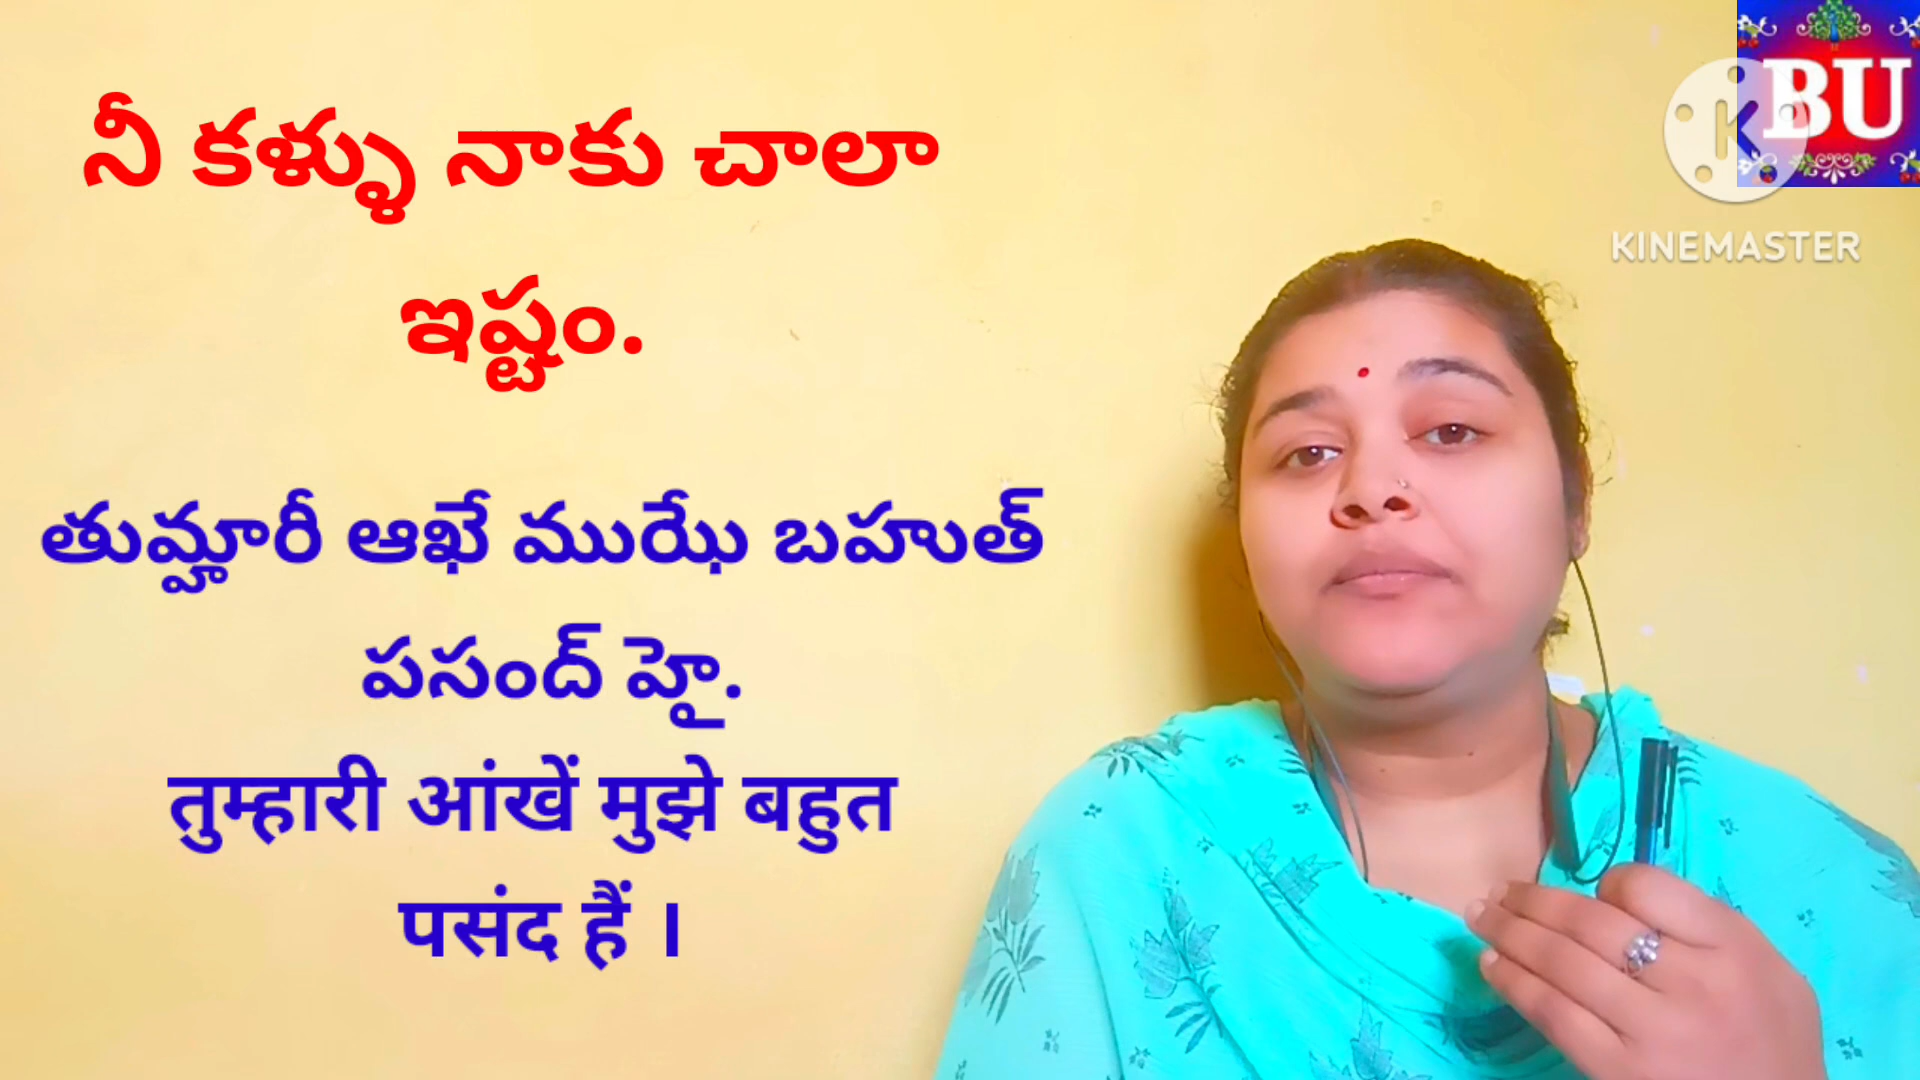 నీ కళ్ళు నాకు చాలా
ఇష్టం.
తుమ్హారీ ఆఖే ముఝే బహుత్
పసంద్ హై.
तुम्हारी आंखें मुझे बहुत
पसंद हैं ।
BU
K
KINEMASTER